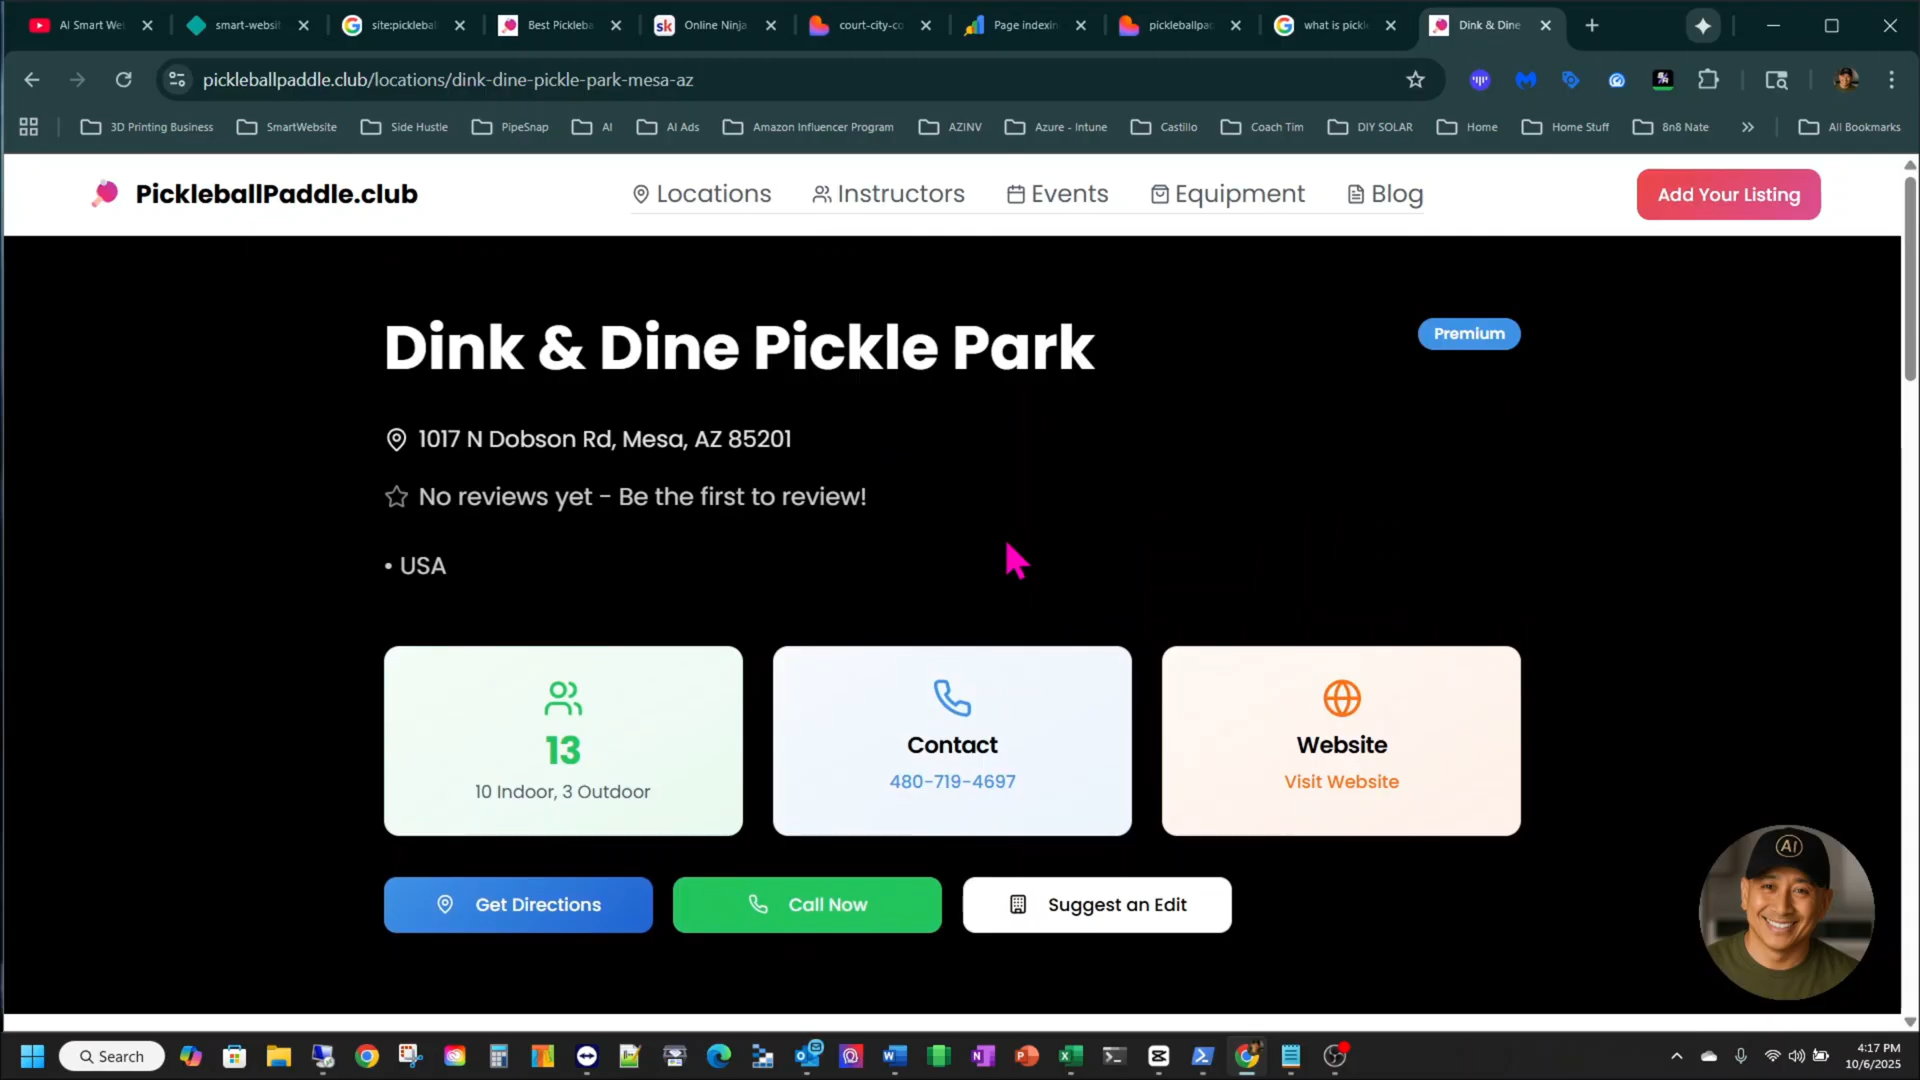 AI Smart We
smart-websit
site:picklebal
Best Pickleba
Online Ninja
court-city-co
Page indexin
pickleballpad
what is pickl
Dink & Dine
pickleballpaddle.club/locations/dink-dine-pickle-park-mesa-az
3D Printing Business
SmartWebsite
Side Hustle
PipeSnap
AI
AI Ads
Amazon Influencer Program
AZINV
Azure - Intune
Castillo
Coach Tim
DIY SOLAR
Home
Home Stuff
8n8 Nate
All Bookmarks
PickleballPaddle.club
Locations
Instructors
Events
Equipment
Blog
Add Your Listing
Dink & Dine Pickle Park
Premium
1017 N Dobson Rd, Mesa, AZ 85201
No reviews yet - Be the first to review!
• USA
13
10 Indoor, 3 Outdoor
Contact
480-719-4697
Website
Visit Website
Get Directions
Call Now
Suggest an Edit
AI
Search
4:17 PM
10/6/2025